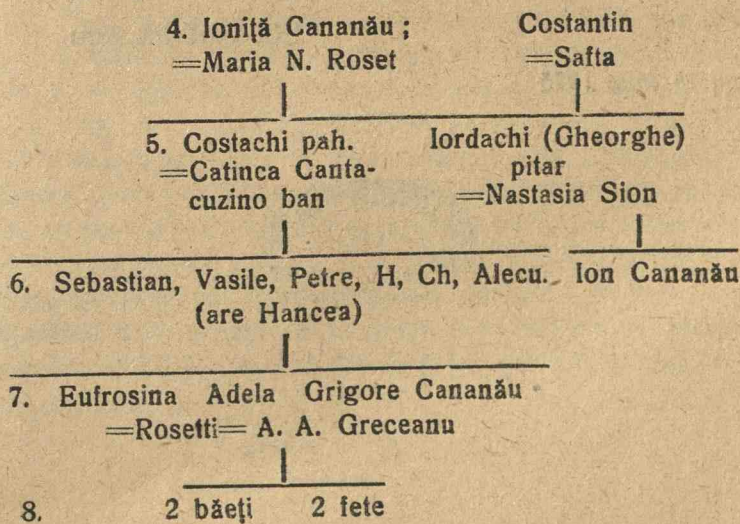 4. Ioniţă Cananău ; Costantin
=Maria N. Roset =Safta
5. Costachi pah. Iordachi (Gheorghe)
=Catinca Canta- pitar
cuzino ban =Nastasia Sion
6. Sebastian, Vasile, Petre, H, Ch, Alecu. Ion Cananău
(are Hancea)
7. Eufrosina Adela Grigore Cananău
=Rosetti= A. A. Greceanu
8. 2 băeţi 2 fete